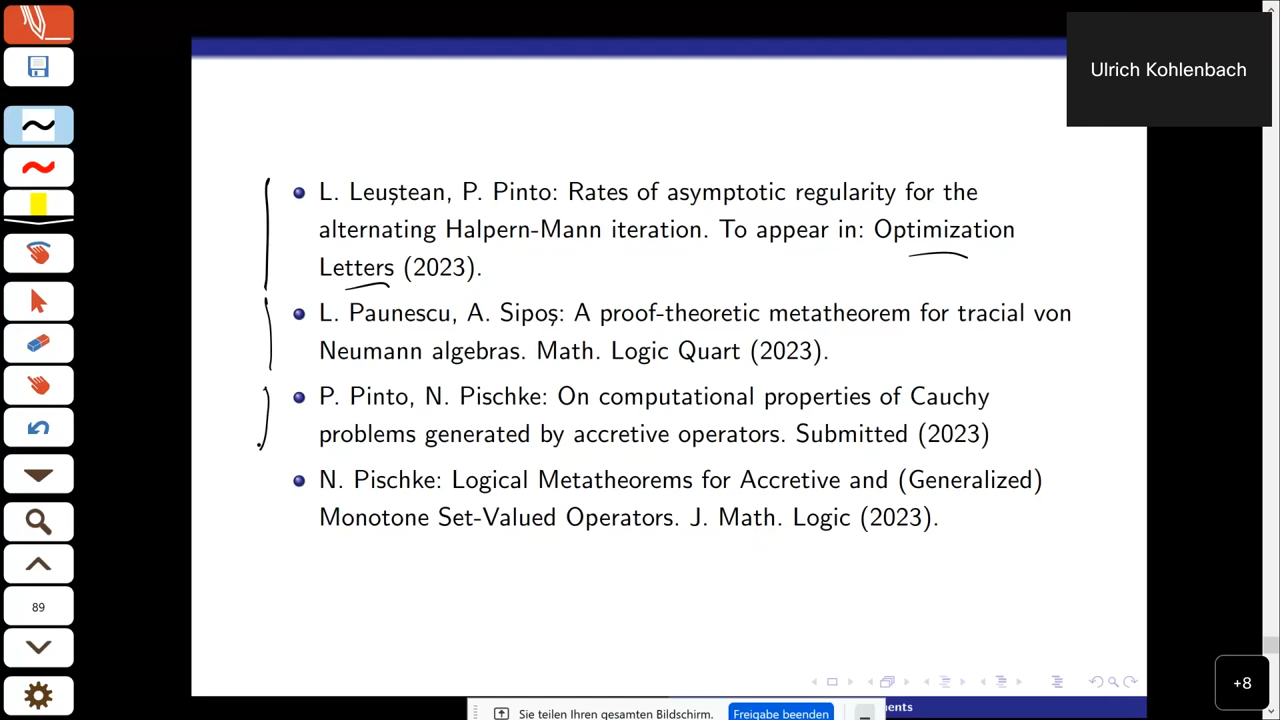 Ulrich Kohlenbach
L. Leuștean, P. Pinto: Rates of asymptotic regularity for the
alternating Halpern-Mann iteration. To appear in: Optimization
Letters (2023).
L. Paunescu, A. Sipoș: A proof-theoretic metatheorem for tracial von
Neumann algebras. Math. Logic Quart (2023).
P. Pinto, N. Pischke: On computational properties of Cauchy
problems generated by accretive operators. Submitted (2023)
N. Pischke: Logical Metatheorems for Accretive and (Generalized)
Monotone Set-Valued Operators. J. Math. Logic (2023).
89
+8
Sie teilen Ihren gesamten Bildschirm. Freigabe beenden